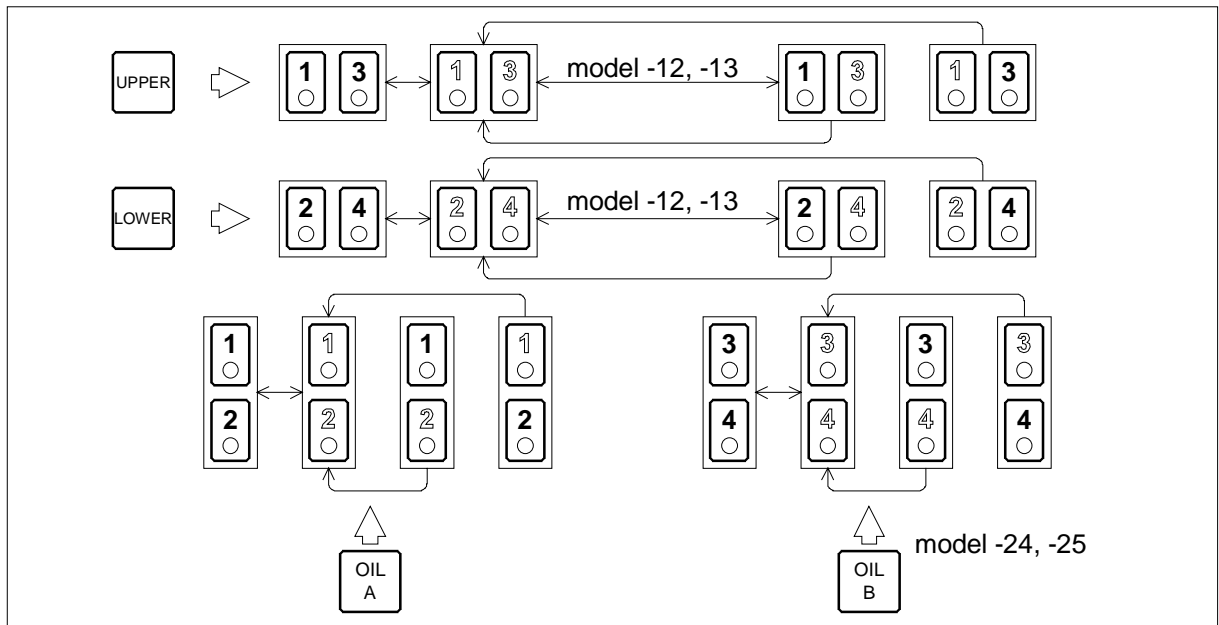 UPPER 1 3 1 3 model -12, -13 1 3 1 3
LOWER 2 4 2 4 model -12, -13 2 4 2 4
1 1 1 1 3 3 3 3
2 2 2 2 4 4 4 4
model -24, -25
OIL OIL
A B